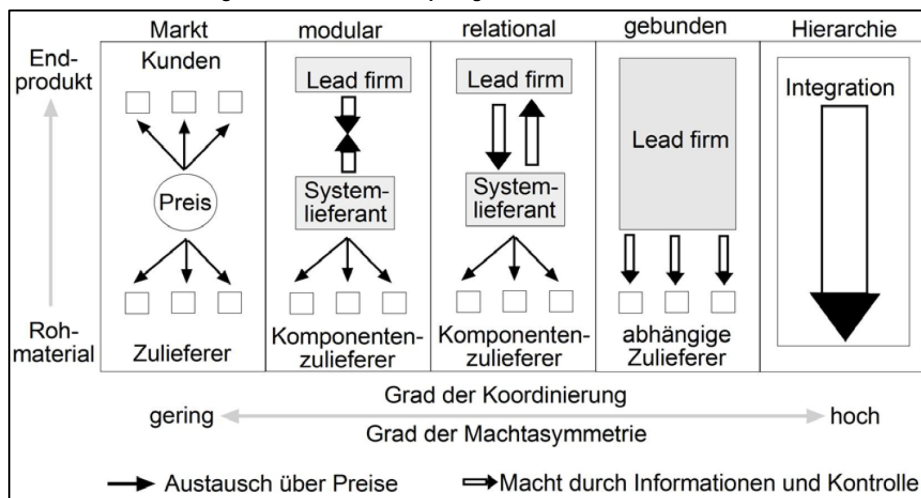 Markt
modular
relational
gebunden
Hierarchie
End-
produkt
Roh-
material
Kunden
Preis
Zulieferer
Lead firm
System-
lieferant
Komponenten-
zulieferer
Lead firm
System-
lieferant
Komponenten-
zulieferer
Lead firm
abhängige
Zulieferer
Integration
Grad der Koordinierung
gering
hoch
Grad der Machtasymmetrie
Austausch über Preise
Macht durch Informationen und Kontrolle